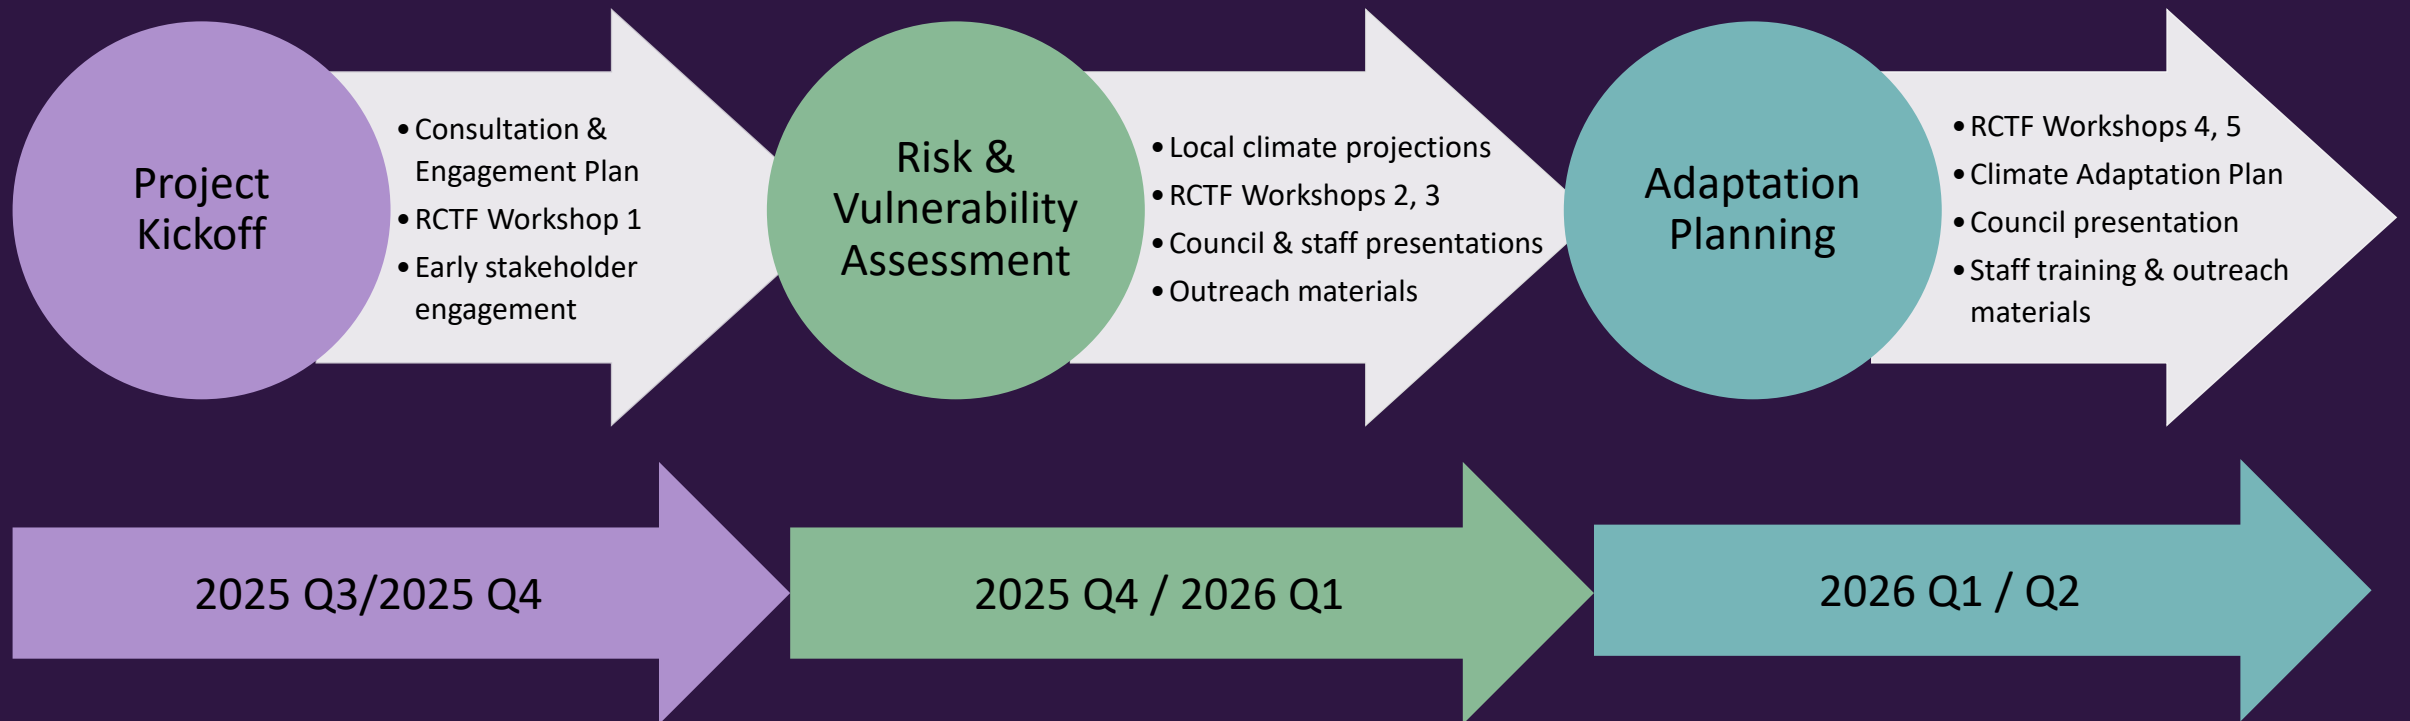 Project
Kickoff
• Consultation &
Engagement Plan
• RCTF Workshop 1
• Early stakeholder
engagement
Risk &
Vulnerability
Assessment
• Local climate projections
• RCTF Workshops 2, 3
• Council & staff presentations
• Outreach materials
Adaptation
Planning
• RCTF Workshops 4, 5
• Climate Adaptation Plan
• Council presentation
• Staff training & outreach
materials
2025 Q3/2025 Q4
2025 Q4 / 2026 Q1
2026 Q1 / Q2